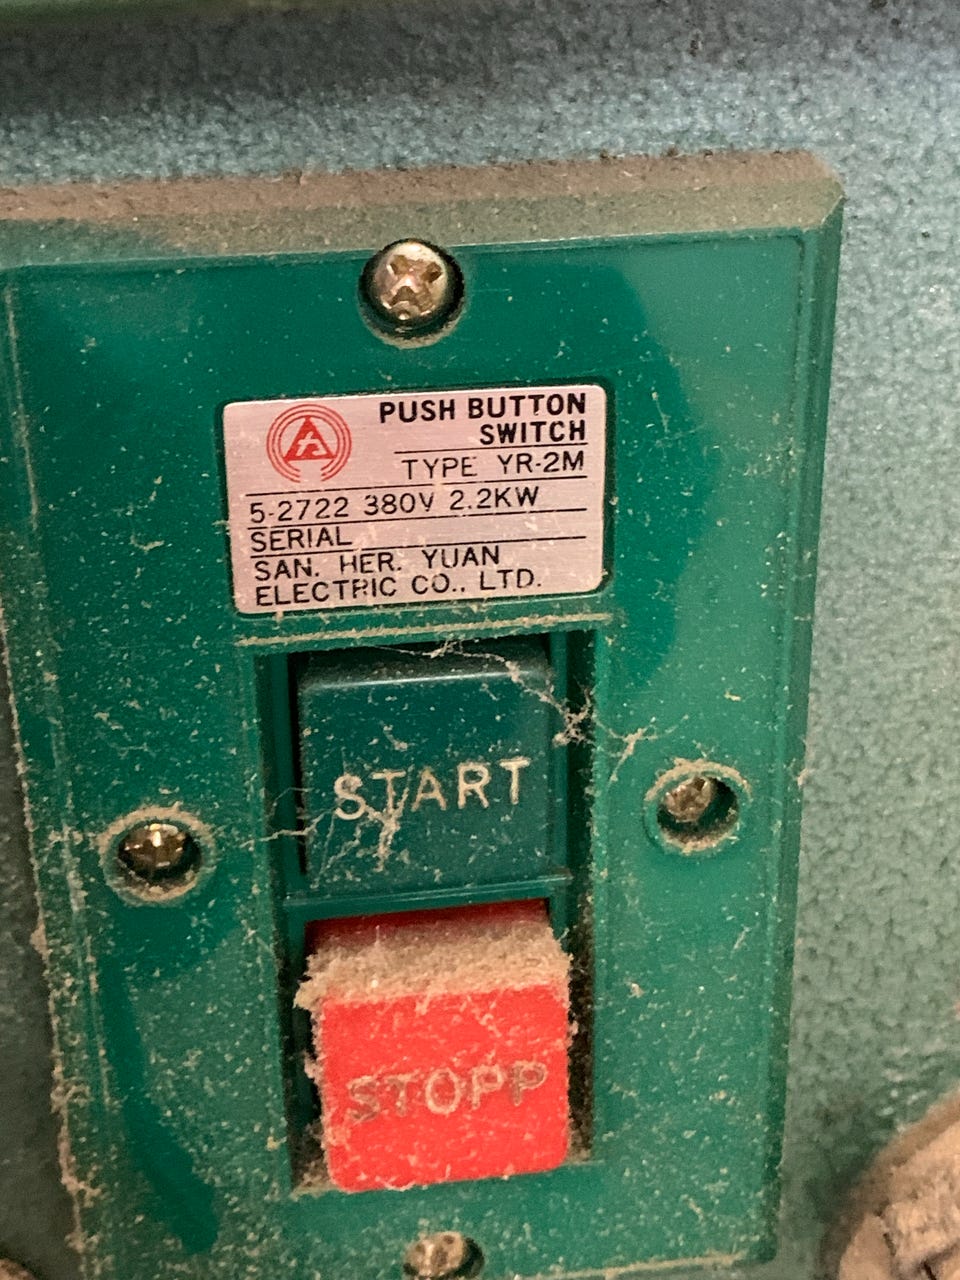 PUSH BUTTON
SWITCH
TYPE YR-2M
5-2722 380V 2.2KW
SERIAL
SAN. HER. YUAN
ELECTRIC CO., LTD.
START
STOPP